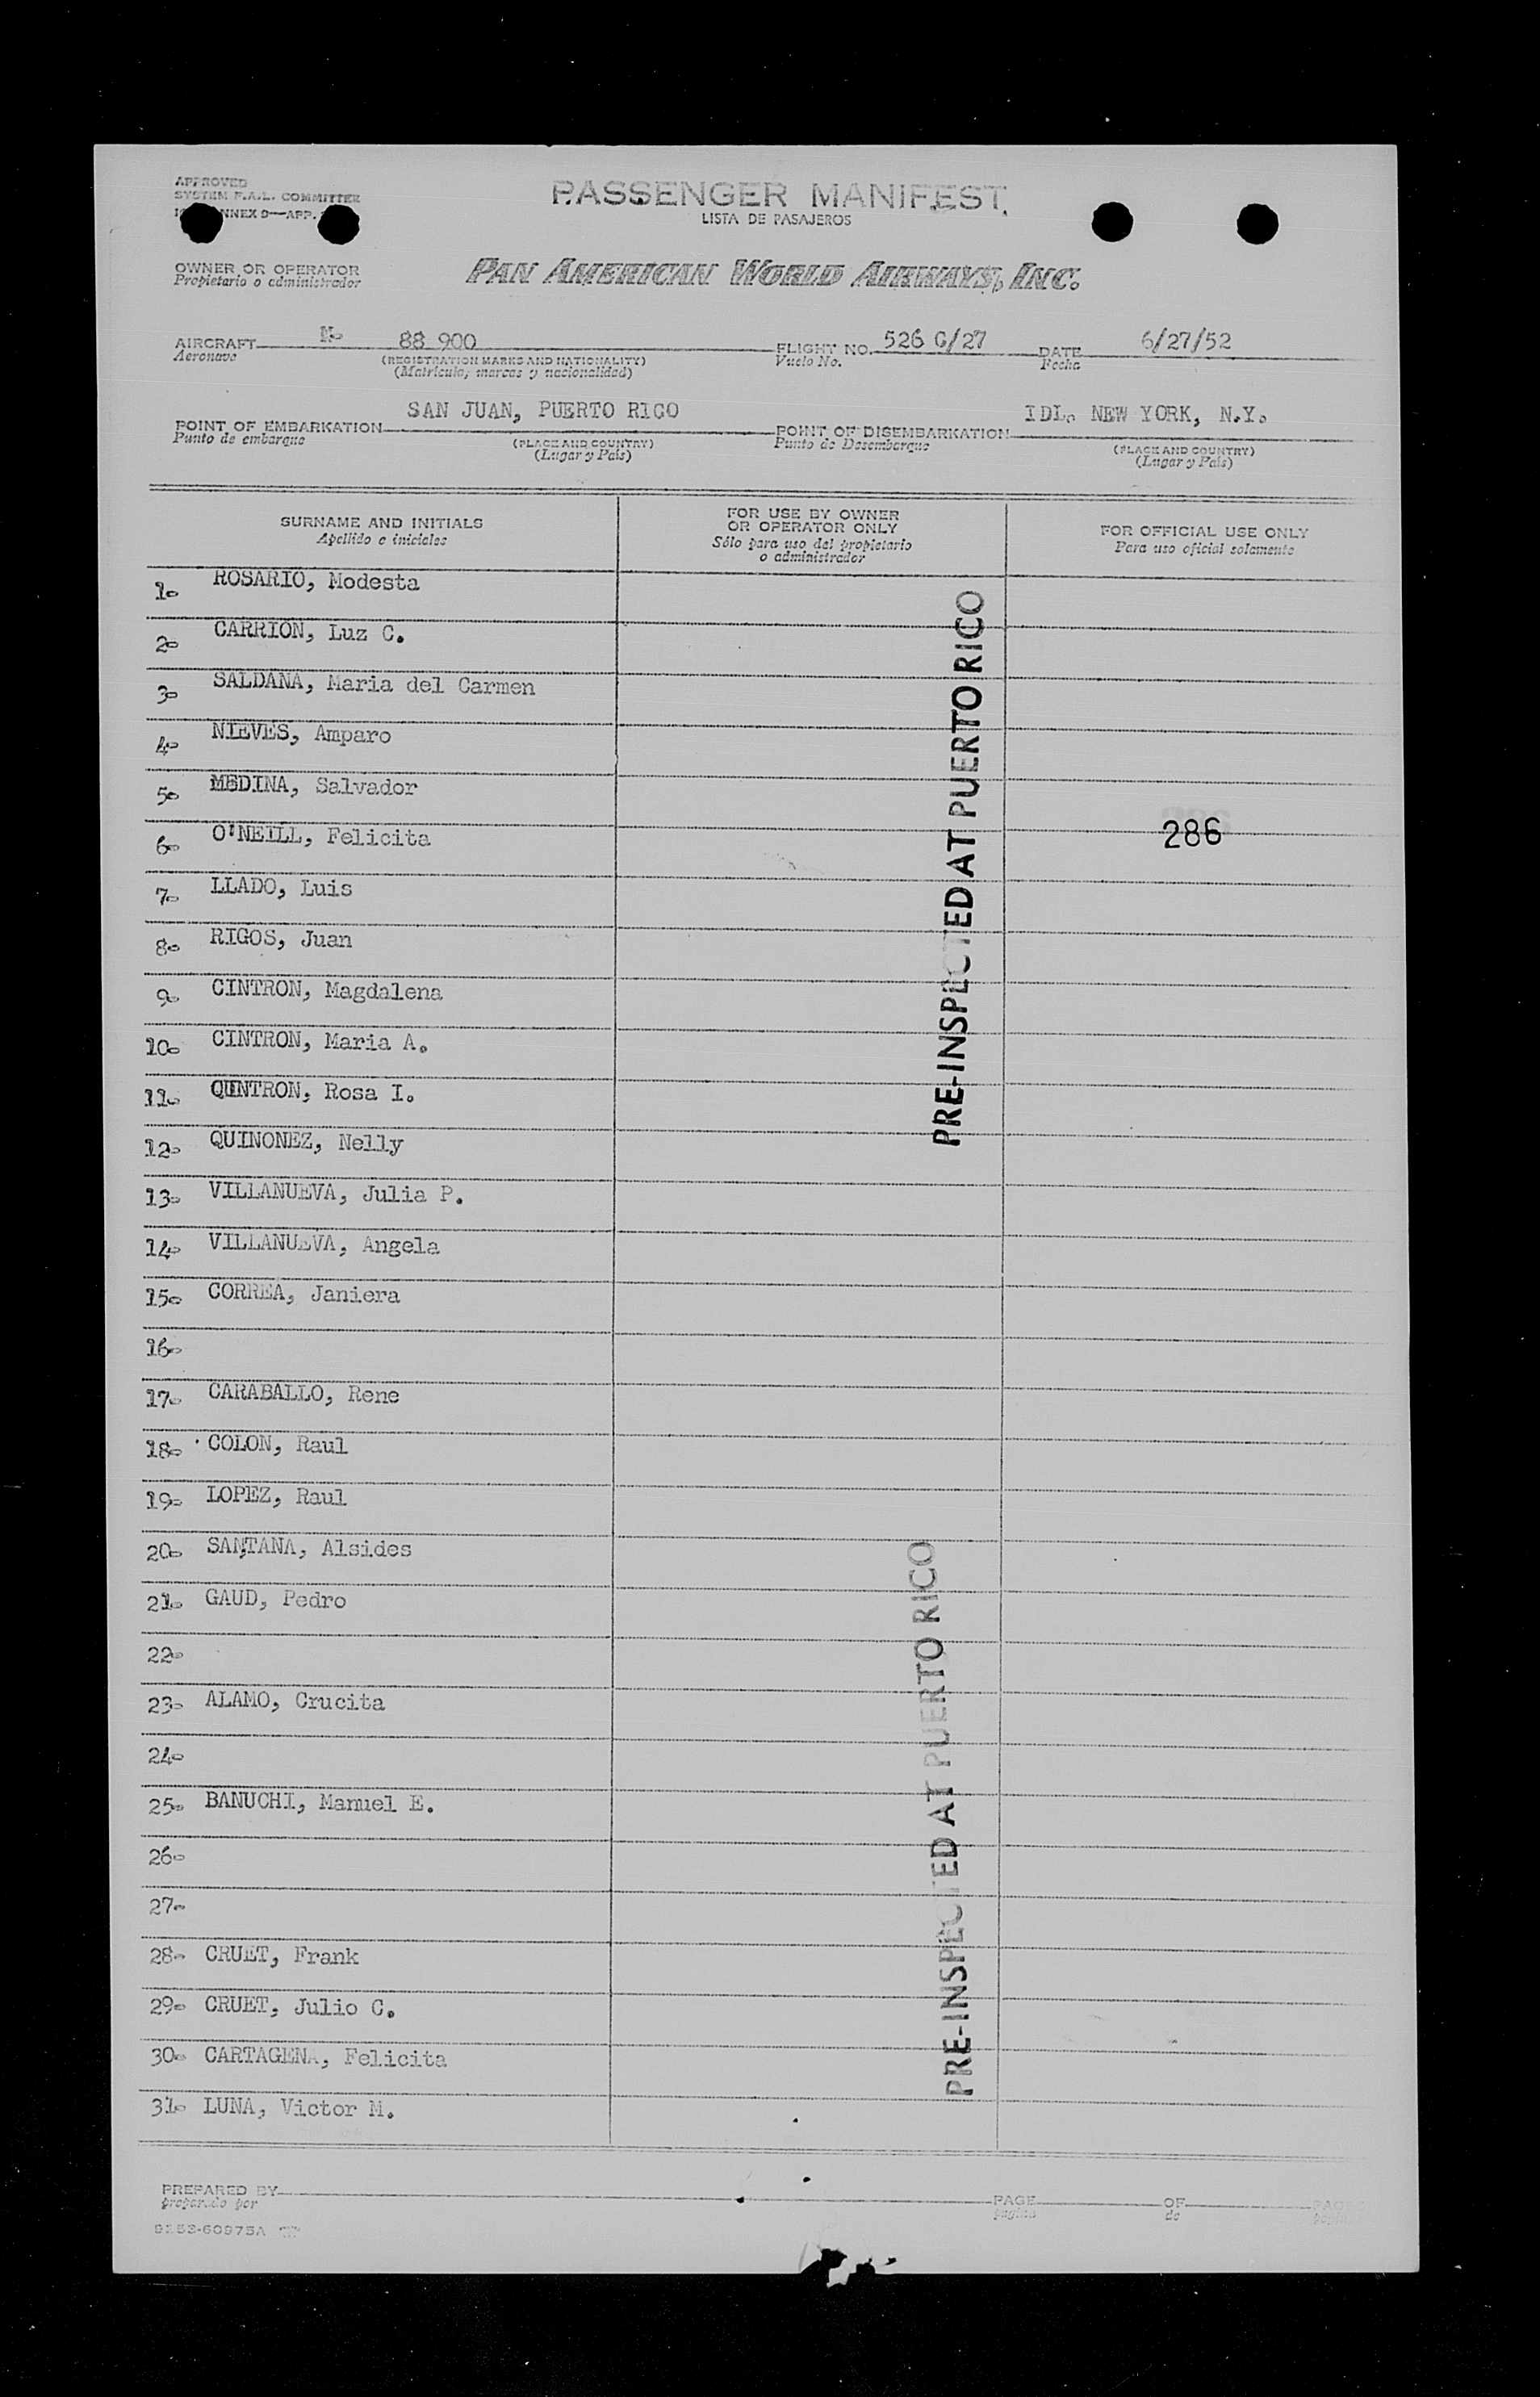 APPROVED
SYSTEM F.A.L. COMMITTEE
ANNEX 9—APP.
PASSENGER MANIFEST
LISTA DE PASAJEROS
OWNER OR OPERATOR
Propietario o administrador
PAN AMERICAN WORLD AIRWAYS, INC.
AIRCRAFT N- 88 900
Aeronave
(REGISTRATION MARKS AND NATIONALITY)
(Matrícula, marcas y nacionalidad)
FLIGHT NO. 526 G/27
Vuelo No.
DATE 6/27/52
Fecha
POINT OF EMBARKATION SAN JUAN, PUERTO RICO
Punto de embarque
(PLACE AND COUNTRY)
(Lugar y País)
POINT OF DISEMBARKATION IDL. NEW YORK, N.Y.
Punto de Desembarque
(PLACE AND COUNTRY)
(Lugar y País)
SURNAME AND INITIALS
Apellido e iniciales
FOR USE BY OWNER
OR OPERATOR ONLY
Sólo para uso del propietario
o administrador
FOR OFFICIAL USE ONLY
Para uso oficial solamente
1- ROSARIO, Modesta
2- CARRION, Luz C.
3- SALDANA, Maria del Carmen
4- NIEVES, Amparo
5- MEDINA, Salvador
6- O'NEILL, Felicita
286
7- LLADO, Luis
8- RIGOS, Juan
9- CINTRON, Magdalena
10- CINTRON, Maria A.
11- QUNTRON, Rosa I.
12- QUINONEZ, Nelly
13- VILLANUEVA, Julia P.
14- VILLANUEVA, Angela
15- CORREA, Janiera
16-
17- CARABALLO, Rene
18- COLON, Raul
19- LOPEZ, Raul
20- SANTANA, Alsides
21- GAUD, Pedro
22-
23- ALAMO, Crucita
24-
25- BANUCHI, Manuel E.
26-
27-
28- CRUET, Frank
29- CRUET, Julio C.
30- CARTAGENA, Felicita
31- LUNA, Victor M.
PRE-INSPECTED AT PUERTO RICO
PRE-INSPECTED AT PUERTO RICO
PREPARED BY
preparado por
PAGE OF PAGES
página de
9253-60975A